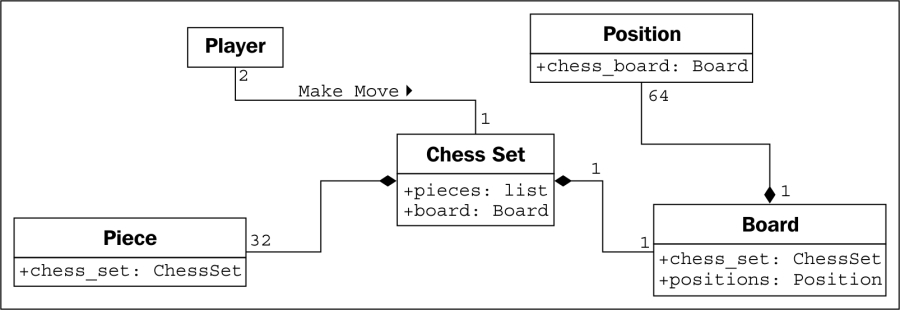 Player
2
Make Move
1
Position
+chess_board: Board
64
Chess Set
+pieces: list
+board: Board
1
1
1
Piece
+chess_set: ChessSet
32
Board
+chess_set: ChessSet
+positions: Position